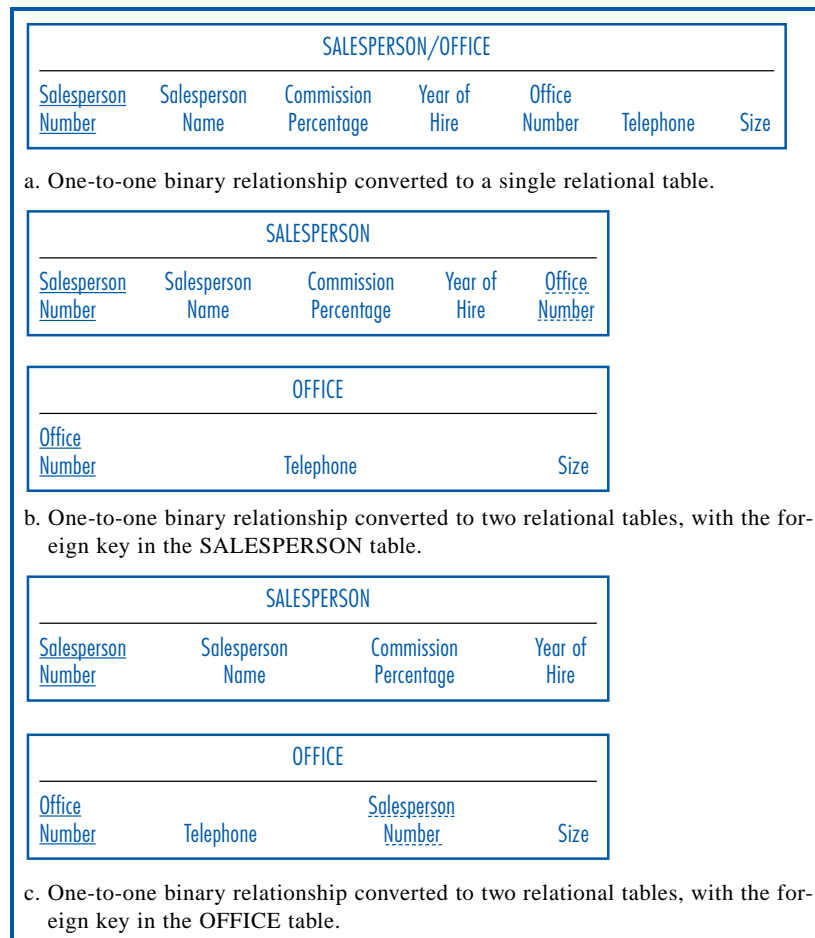 SALESPERSON/OFFICE
Salesperson Number
Salesperson Name
Commission Percentage
Year of Hire
Office Number
Telephone
Size
a. One-to-one binary relationship converted to a single relational table.
SALESPERSON
Salesperson Number
Salesperson Name
Commission Percentage
Year of Hire
Office Number
OFFICE
Office Number
Telephone
Size
b. One-to-one binary relationship converted to two relational tables, with the for-
eign key in the SALESPERSON table.
SALESPERSON
Salesperson Number
Salesperson Name
Commission Percentage
Year of Hire
OFFICE
Office Number
Telephone
Salesperson Number
Size
c. One-to-one binary relationship converted to two relational tables, with the for-
eign key in the OFFICE table.